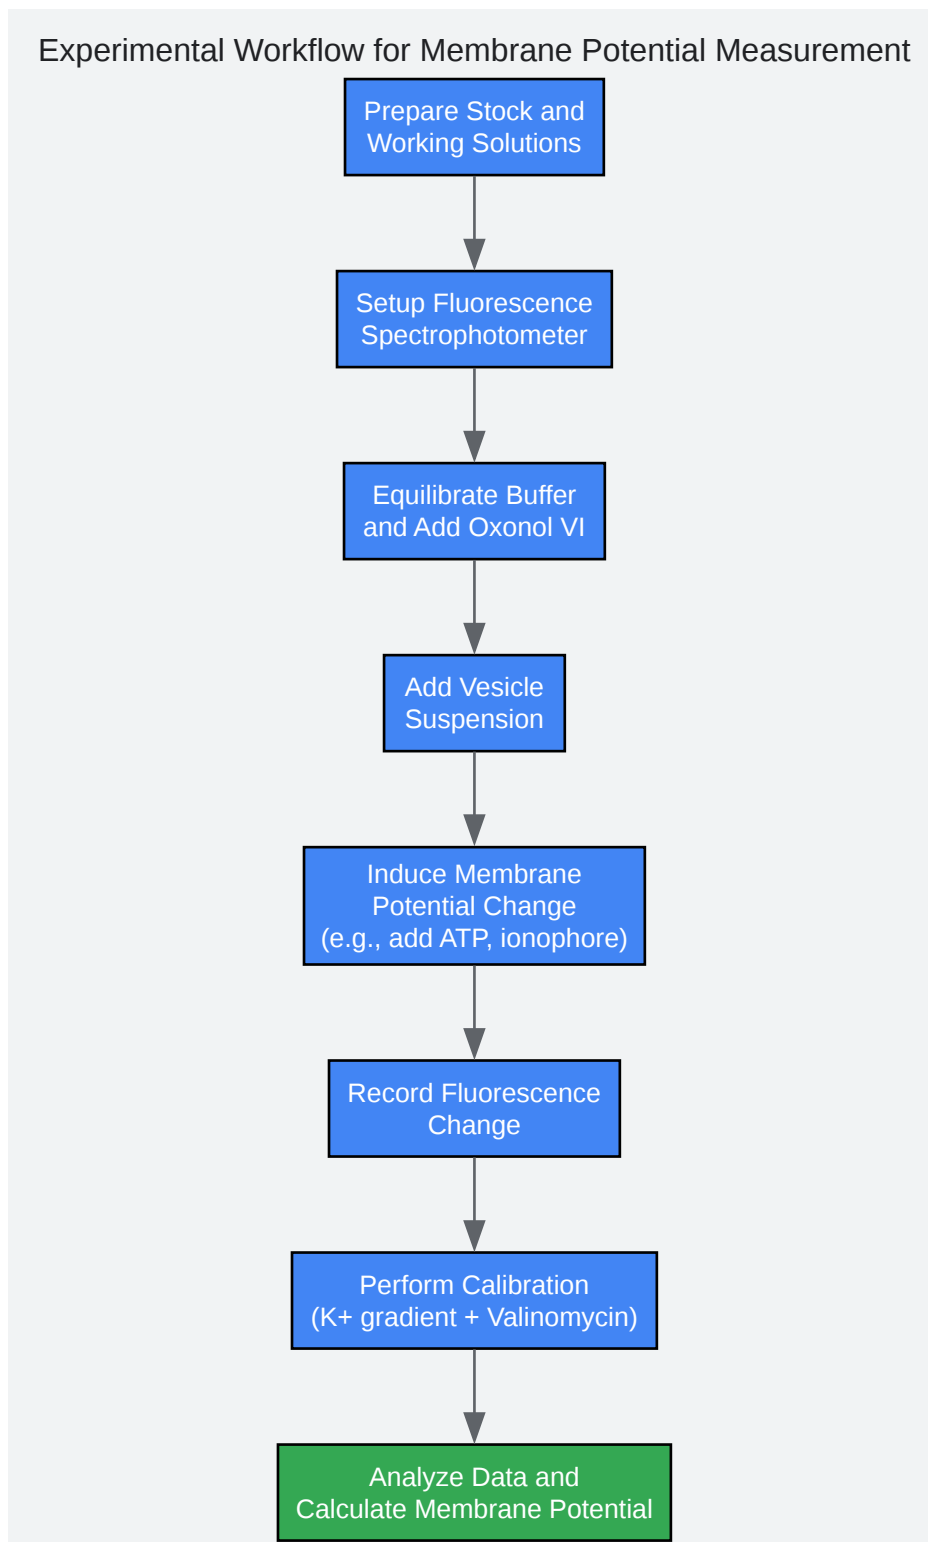 Experimental Workflow for Membrane Potential Measurement
Prepare Stock and
Working Solutions
Setup Fluorescence
Spectrophotometer
Equilibrate Buffer
and Add Oxonol VI
Add Vesicle
Suspension
Induce Membrane
Potential Change
(e.g., add ATP, ionophore)
Record Fluorescence
Change
Perform Calibration
(K+ gradient + Valinomycin)
Analyze Data and
Calculate Membrane Potential